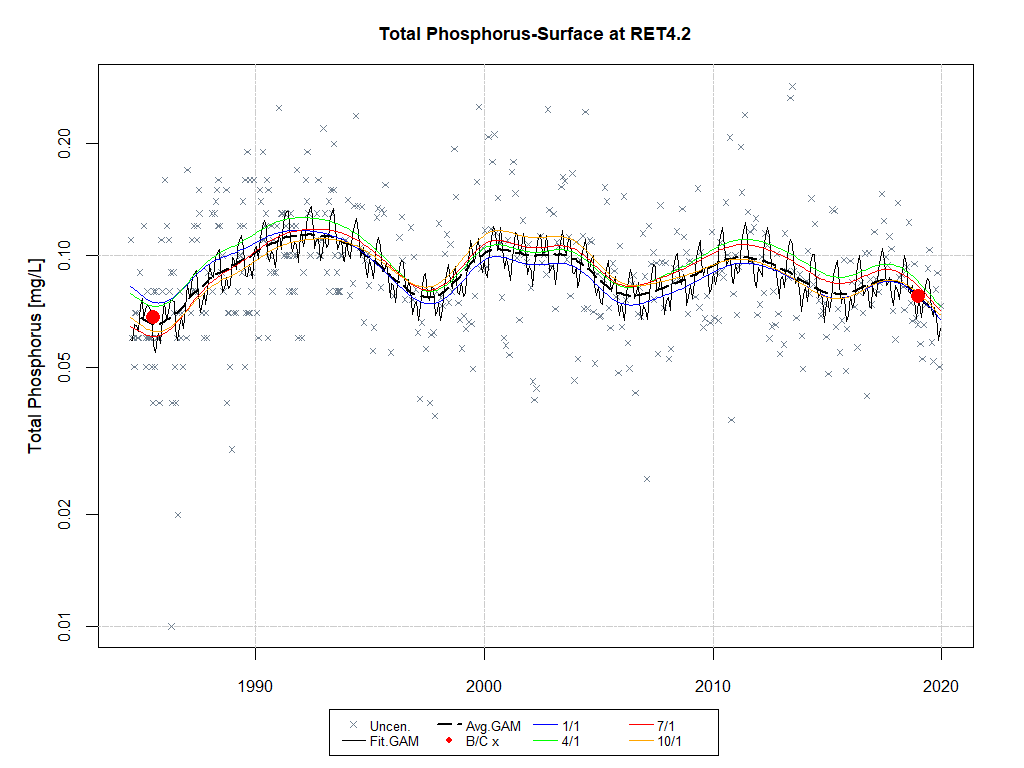 Total Phosphorus-Surface at RET4.2
Total Phosphorus [mg/L]
0.20
0.10
0.05
0.02
0.01
1990 2000 2010 2020
Uncen. Avg.GAM 1/1 7/1
Fit.GAM B/C x 4/1 10/1